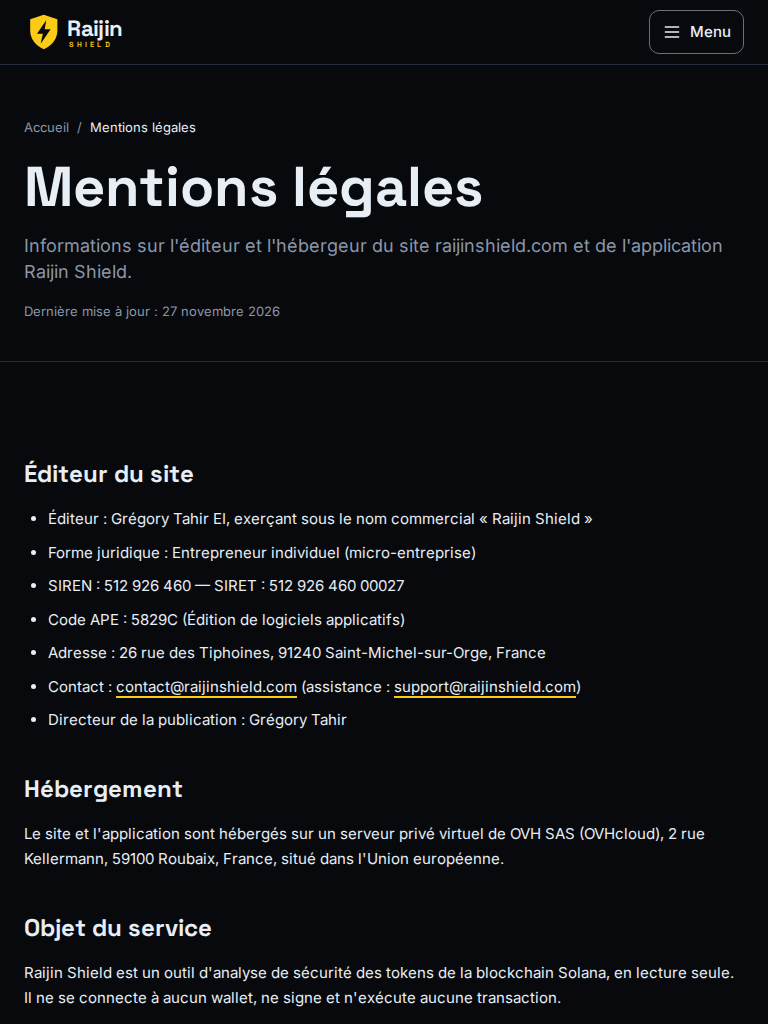 Raijin
SHIELD
Menu
Accueil / Mentions légales
Mentions légales
Informations sur l'éditeur et l'hébergeur du site raijinshield.com et de l'application
Raijin Shield.
Dernière mise à jour : 27 novembre 2026
Éditeur du site
• Éditeur : Grégory Tahir EI, exerçant sous le nom commercial « Raijin Shield »
• Forme juridique : Entrepreneur individuel (micro-entreprise)
• SIREN : 512 926 460 — SIRET : 512 926 460 00027
• Code APE : 5829C (Édition de logiciels applicatifs)
• Adresse : 26 rue des Tiphoines, 91240 Saint-Michel-sur-Orge, France
• Contact : contact@raijinshield.com (assistance : support@raijinshield.com)
• Directeur de la publication : Grégory Tahir
Hébergement
Le site et l'application sont hébergés sur un serveur privé virtuel de OVH SAS (OVHcloud), 2 rue
Kellermann, 59100 Roubaix, France, situé dans l'Union européenne.
Objet du service
Raijin Shield est un outil d'analyse de sécurité des tokens de la blockchain Solana, en lecture seule.
Il ne se connecte à aucun wallet, ne signe et n'exécute aucune transaction.